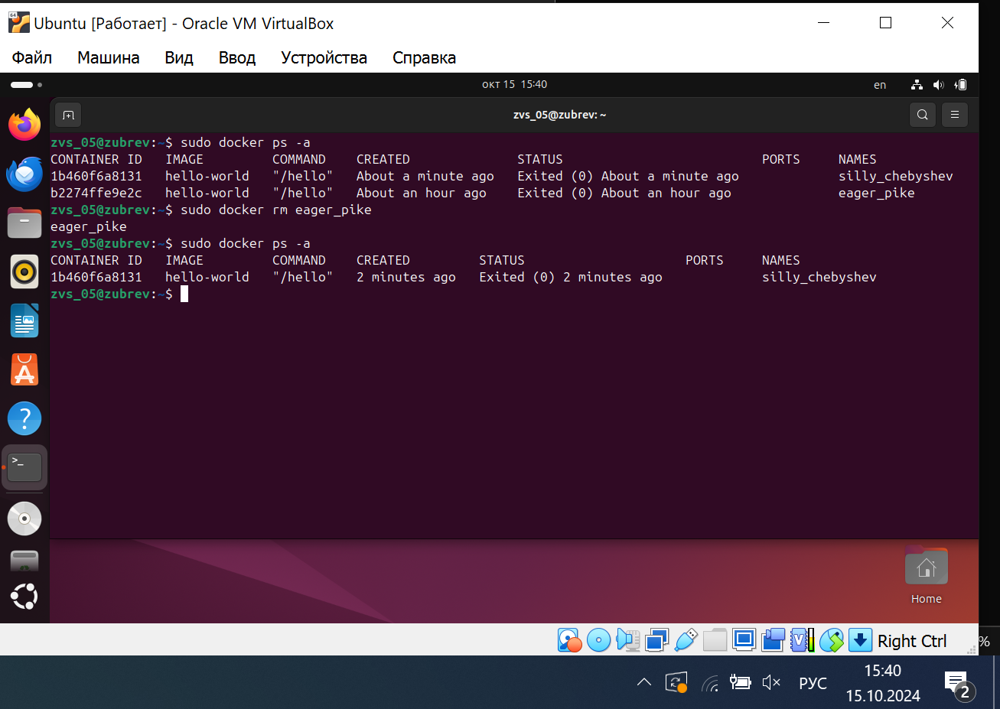 Ubuntu [Работает] - Oracle VM VirtualBox
Файл Машина Вид Ввод Устройства Справка
окт 15 15:40 en
zvs_05@zubrev: ~
zvs_05@zubrev:~$ sudo docker ps -a
CONTAINER ID IMAGE COMMAND CREATED STATUS PORTS NAMES
1b460f6a8131 hello-world "/hello" About a minute ago Exited (0) About a minute ago silly_chebyshev
b2274ffe9e2c hello-world "/hello" About an hour ago Exited (0) About an hour ago eager_pike
zvs_05@zubrev:~$ sudo docker rm eager_pike
eager_pike
zvs_05@zubrev:~$ sudo docker ps -a
CONTAINER ID IMAGE COMMAND CREATED STATUS PORTS NAMES
1b460f6a8131 hello-world "/hello" 2 minutes ago Exited (0) 2 minutes ago silly_chebyshev
zvs_05@zubrev:~$
Home
Right Ctrl
%
РУС
15:40
15.10.2024
2